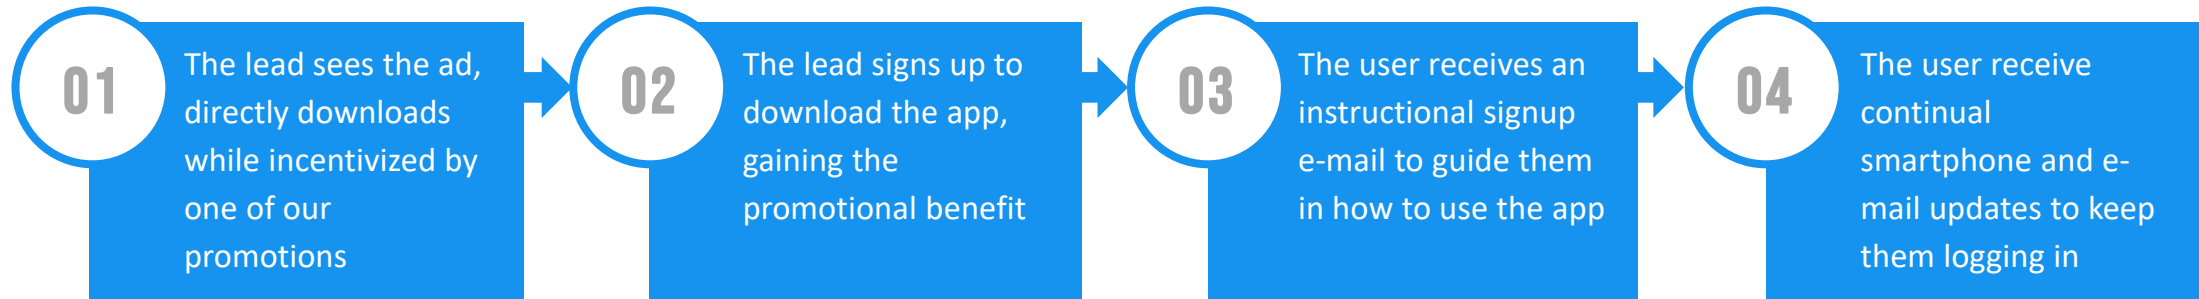 01
The lead sees the ad,
directly downloads
while incentivized by
one of our
promotions
02
The lead signs up to
download the app,
gaining the
promotional benefit
03
The user receives an
instructional signup
e-mail to guide them
in how to use the app
04
The user receive
continual
smartphone and e-
mail updates to keep
them logging in